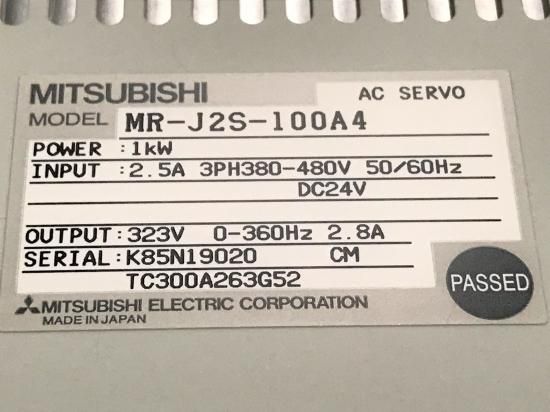 MITSUBISHI AC SERVO
MODEL MR-J2S-100A4
POWER : 1kW
INPUT : 2.5A 3PH380-480V 50/60Hz
DC24V
OUTPUT : 323V 0-360Hz 2.8A
SERIAL : K85N19020 CM
TC300A263G52
PASSED
MITSUBISHI ELECTRIC CORPORATION
MADE IN JAPAN